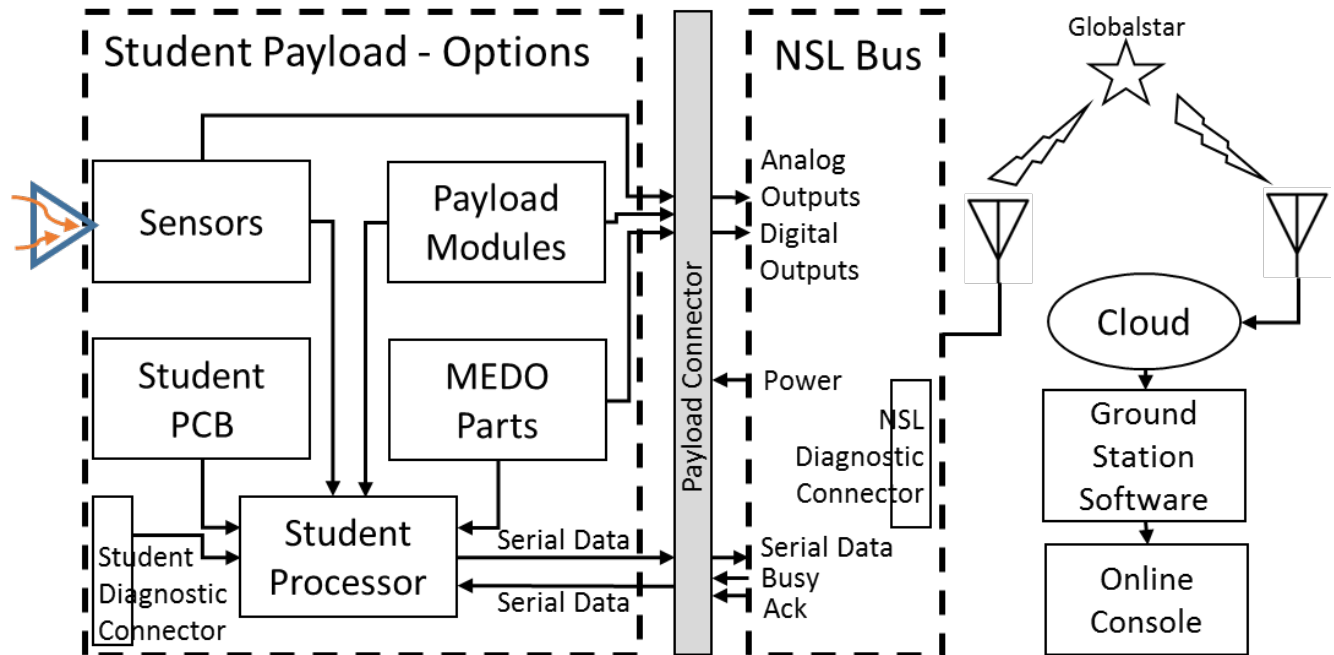 Student Payload - Options
Sensors
Payload
Modules
Student
PCB
MEDO
Parts
Student
Processor
Student
Diagnostic
Connector
Serial Data
Serial Data
Payload Connector
NSL Bus
Analog
Outputs
Digital
Outputs
Power
NSL
Diagnostic
Connector
Serial Data
Busy
Ack
Globalstar
Cloud
Ground
Station
Software
Online
Console